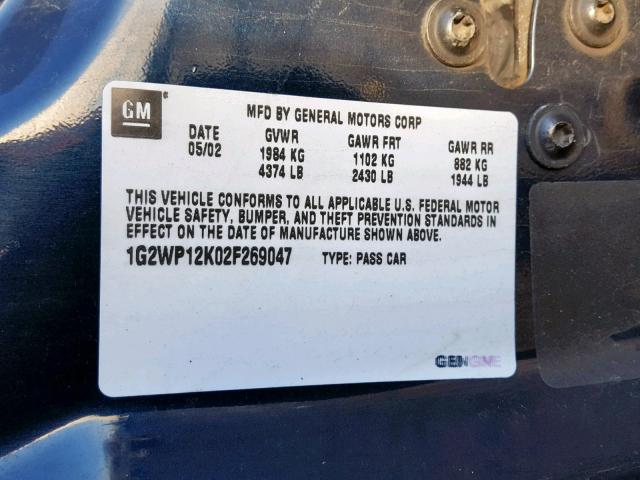 GM
MFD BY GENERAL MOTORS CORP
DATE GVWR GAWR FRT GAWR RR
05/02 1984 KG 1102 KG 882 KG
4374 LB 2430 LB 1944 LB
THIS VEHICLE CONFORMS TO ALL APPLICABLE U.S. FEDERAL MOTOR
VEHICLE SAFETY, BUMPER, AND THEFT PREVENTION STANDARDS IN
EFFECT ON THE DATE OF MANUFACTURE SHOWN ABOVE.
1G2WP12K02F269047 TYPE: PASS CAR